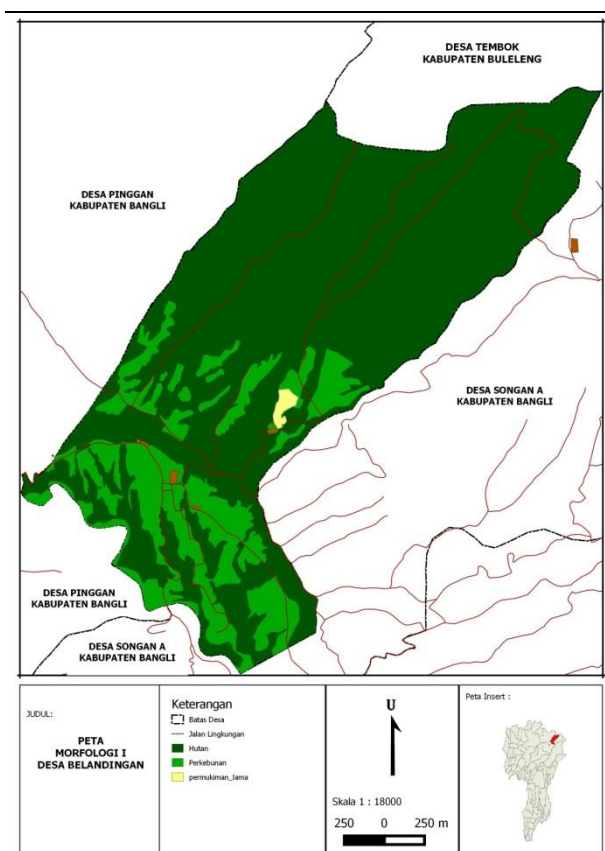 DESA TEMBOK
KABUPATEN BULELENG
DESA PINGGAN
KABUPATEN BANGLI
DESA SONGAN A
KABUPATEN BANGLI
DESA PINGGAN
KABUPATEN BANGLI
DESA SONGAN A
KABUPATEN BANGLI
JUDUL:
PETA
MORFOLOGI I
DESA BELANDINGAN
Keterangan
Batas Desa
Jalan Lingkungan
Hutan
Perkebunan
permukiman_lama
U
Skala 1 : 18000
250 0 250 m
Peta Insert :